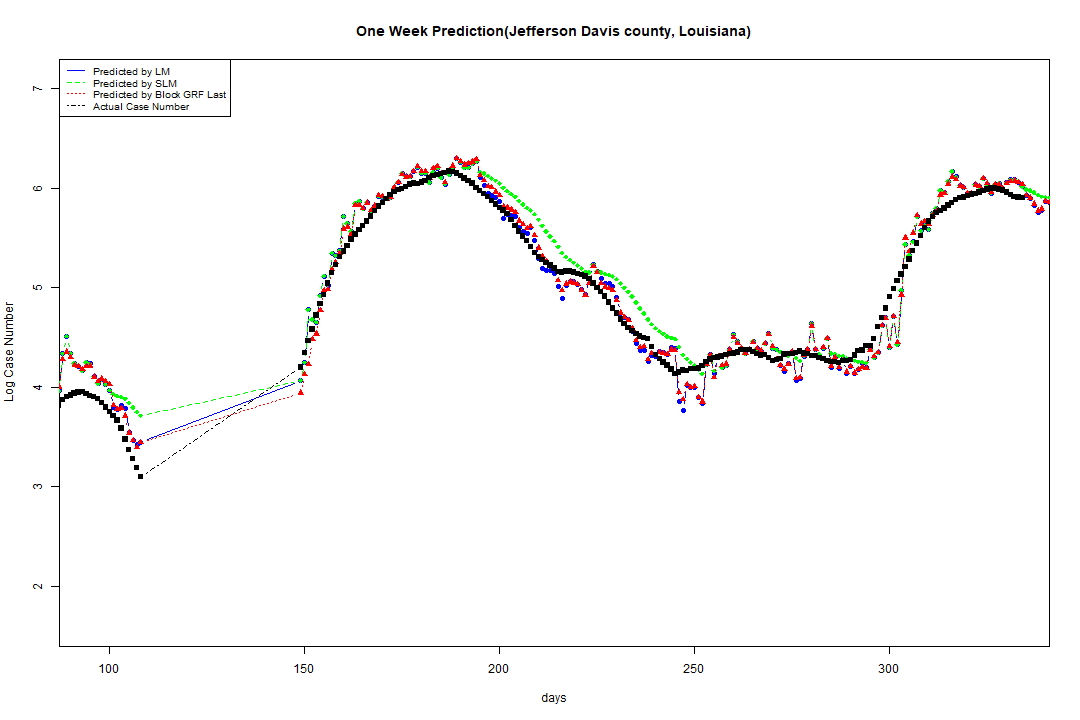 One Week Prediction(Jefferson Davis county, Louisiana)
Predicted by LM
Predicted by SLM
Predicted by Block GRF Last
Actual Case Number
Log Case Number
7
6
5
4
3
2
100 150 200 250 300
days